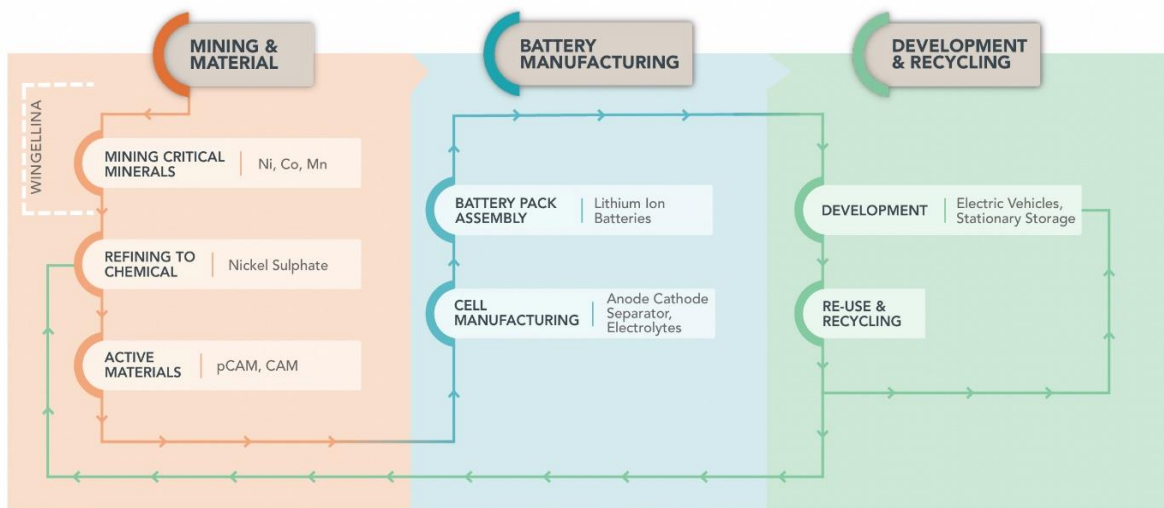 MINING &
MATERIAL
BATTERY
MANUFACTURING
DEVELOPMENT
& RECYCLING
WINGELLINA
MINING CRITICAL
MINERALS
Ni, Co, Mn
REFINING TO
CHEMICAL
Nickel Sulphate
ACTIVE
MATERIALS
pCAM, CAM
BATTERY PACK
ASSEMBLY
Lithium Ion
Batteries
CELL
MANUFACTURING
Anode Cathode
Separator,
Electrolytes
DEVELOPMENT
Electric Vehicles,
Stationary Storage
RE-USE &
RECYCLING